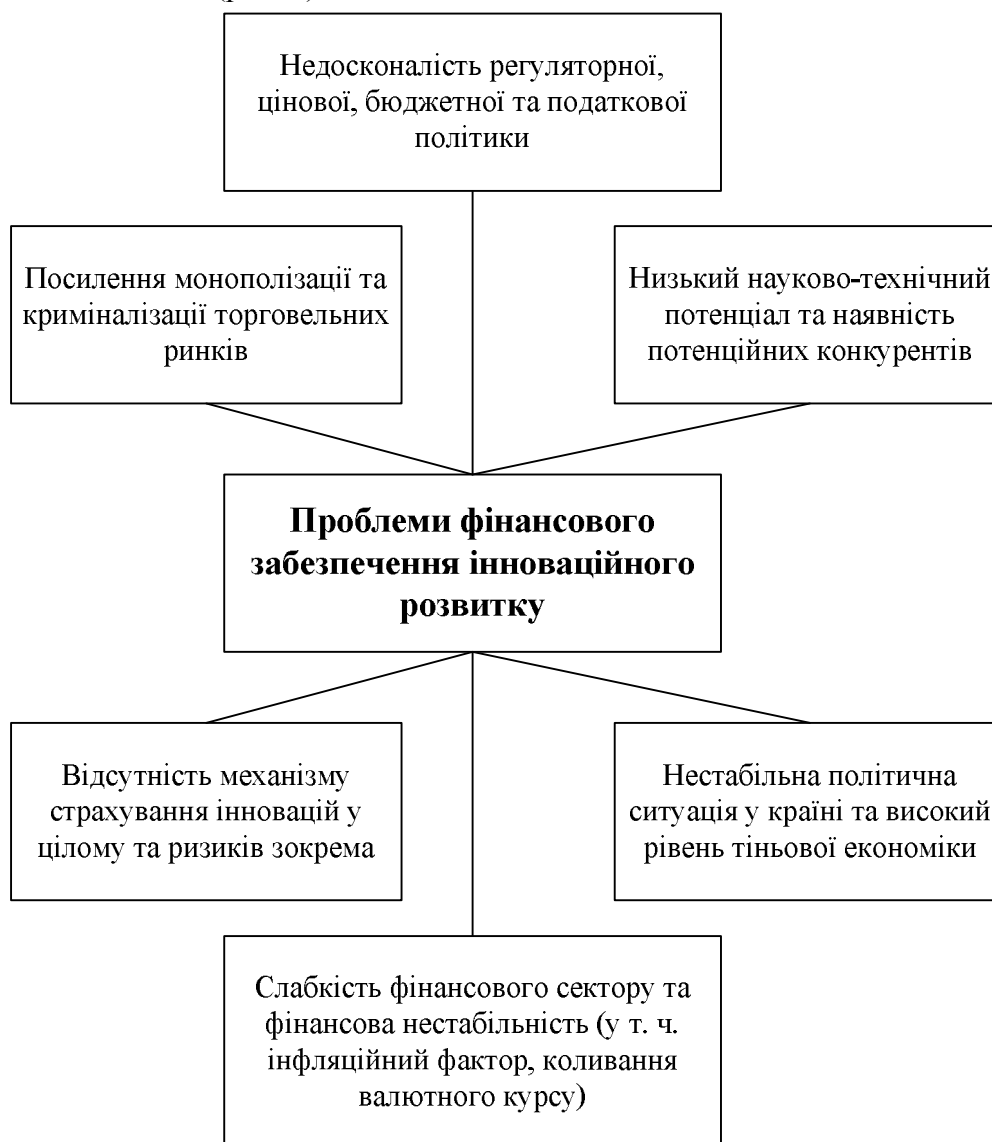 Недосконалість регуляторної,
цінової, бюджетної та податкової
політики
Посилення монополізації та
криміналізації торговельних
ринків
Низький науково-технічний
потенціал та наявність
потенційних конкурентів
Проблеми фінансового
забезпечення інноваційного
розвитку
Відсутність механізму
страхування інновацій у
цілому та ризиків зокрема
Нестабільна політична
ситуація у країні та високий
рівень тіньової економіки
Слабкість фінансового сектору та
фінансова нестабільність (у т. ч.
інфляційний фактор, коливання
валютного курсу)